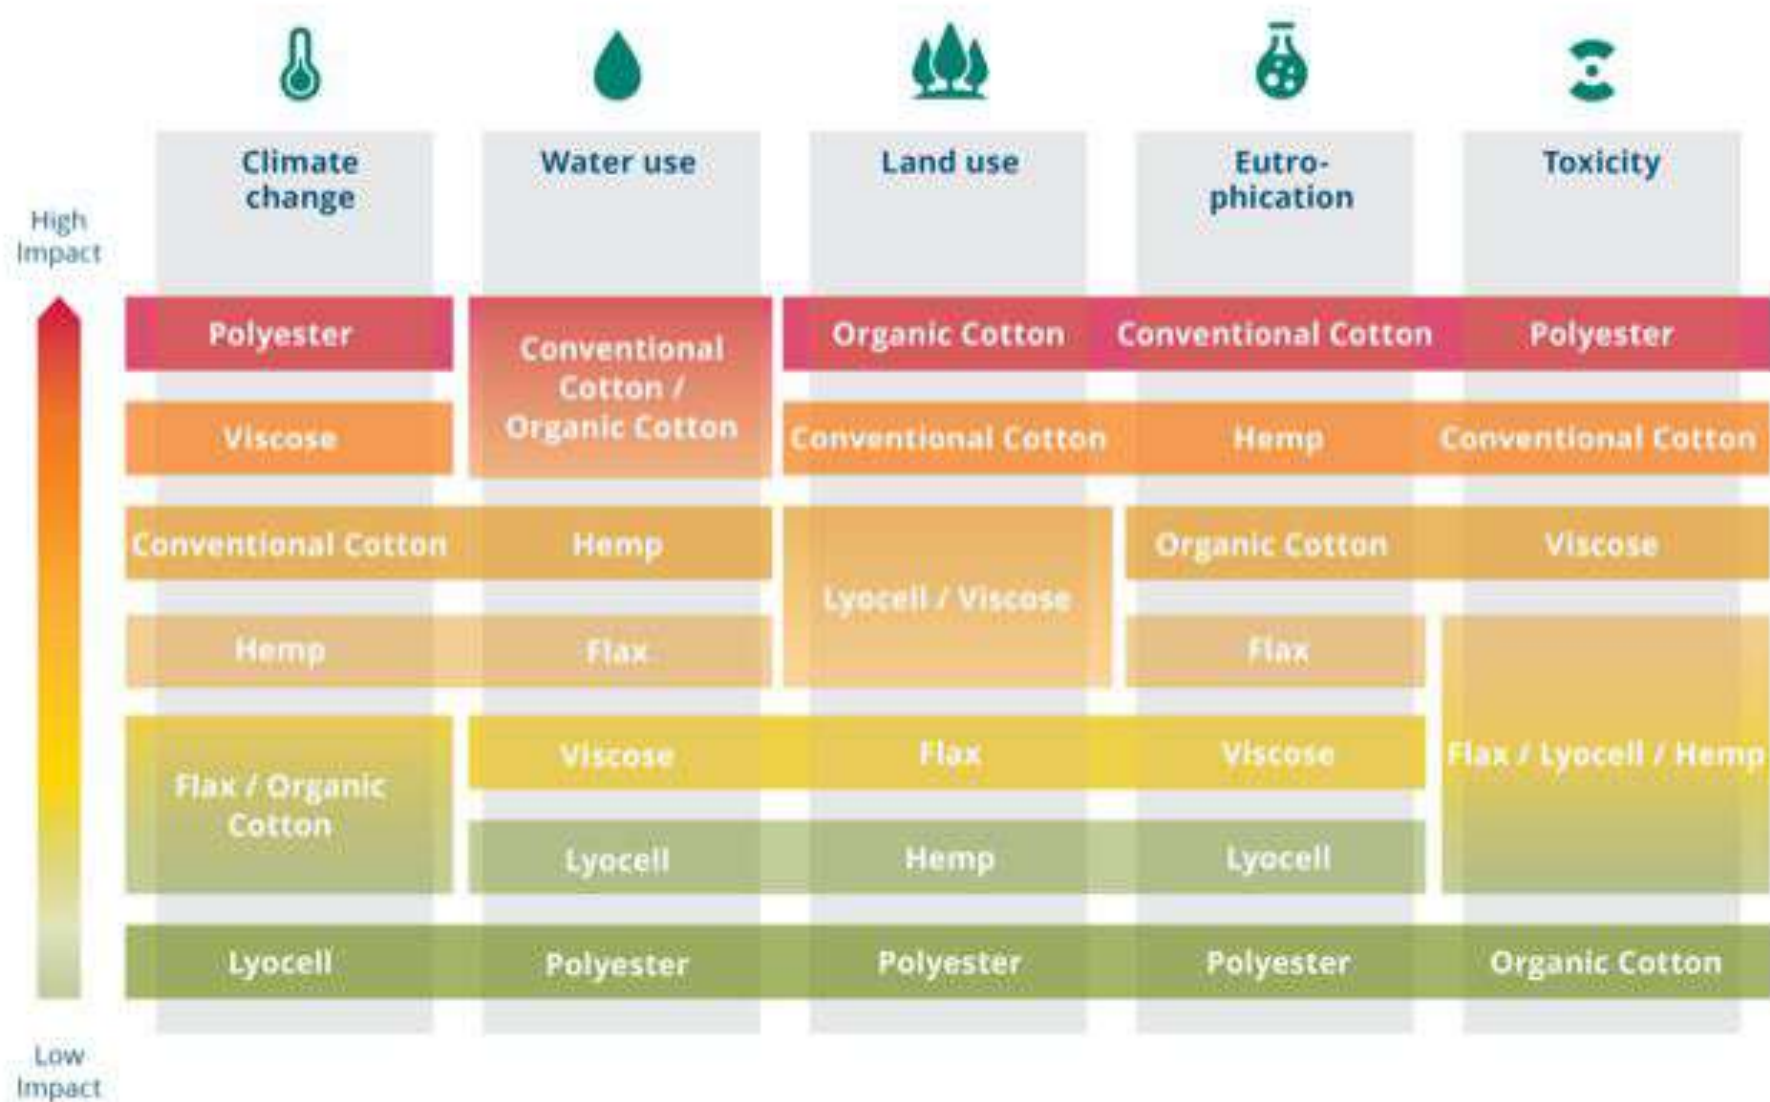 Climate
change
Water use
Land use
Eutro-
phication
Toxicity
High
Impact
Polyester
Conventional
Cotton /
Organic Cotton
Organic Cotton
Conventional Cotton
Polyester
Viscose
Conventional Cotton
Hemp
Conventional Cotton
Conventional Cotton
Hemp
Lyocell / Viscose
Organic Cotton
Viscose
Hemp
Flax
Flax
Flax / Organic
Cotton
Viscose
Flax
Viscose
Flax / Lyocell / Hemp
Lyocell
Hemp
Lyocell
Lyocell
Polyester
Polyester
Polyester
Organic Cotton
Low
Impact